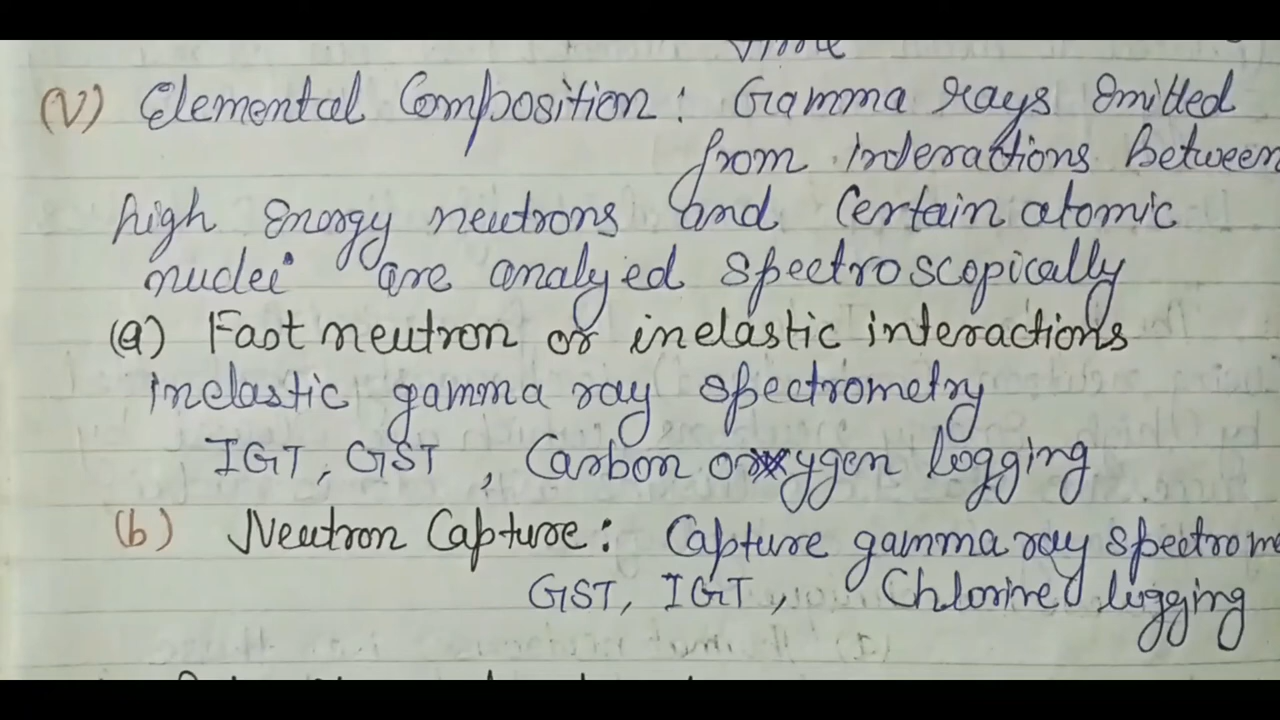 (V) Elemental Composition: Gamma rays emitted
from interactions Between
high energy neutrons and Certain atomic
nuclei are analyed spectroscopically
(a) Fast neutron or inelastic interactions
inelastic gamma ray spectrometry
IGT, GST, Carbon oxygen logging
(b) Neutron Capture: Capture gamma ray spectrome
GST, IGT, Chlorine logging